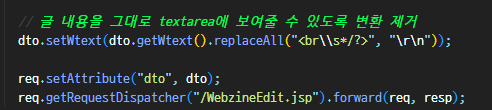 // 글 내용을 그대로 textarea에 보여줄 수 있도록 변환 제거
dto.setWtext(dto.getWtext().replaceAll("<br\\s*/?>", "\r\n"));
req.setAttribute("dto", dto);
req.getRequestDispatcher("/WebzineEdit.jsp").forward(req, resp);